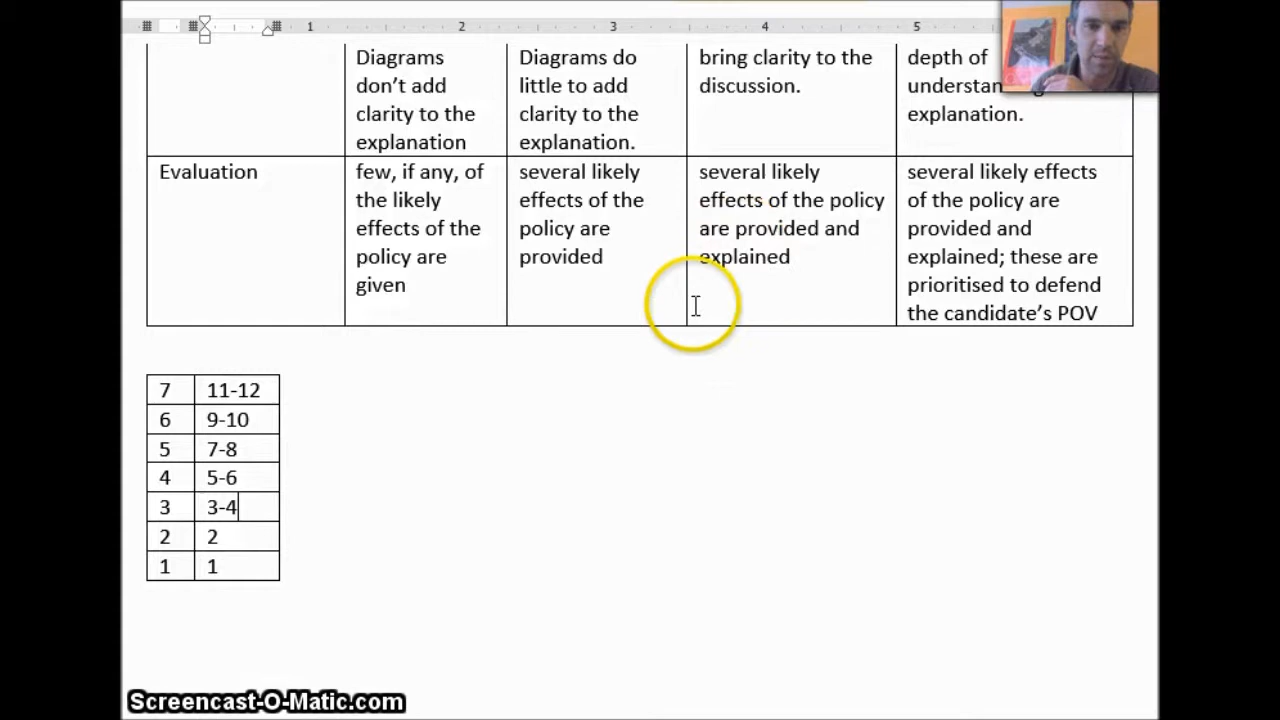 1 2 3 4 5
Diagrams
don't add
clarity to the
explanation
Diagrams do
little to add
clarity to the
explanation.
bring clarity to the
discussion.
depth of
explanation.
Evaluation
few, if any, of
the likely
effects of the
policy are
given
several likely
effects of the
policy are
provided
several likely
effects of the policy
are provided and
explained
several likely effects
of the policy are
provided and
explained; these are
prioritised to defend
the candidate's POV
7 11-12
6 9-10
5 7-8
4 5-6
3 3-4
2 2
1 1
Screencast-O-Matic.com